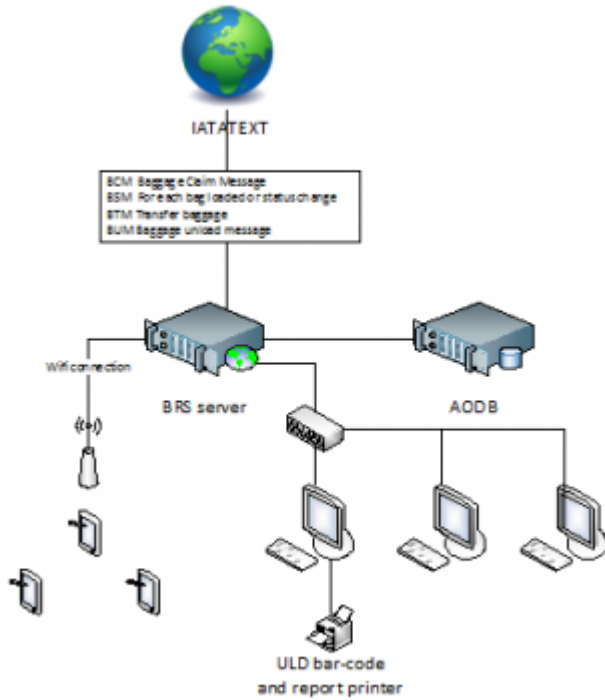 IATATEXT
BCM Baggage Claim Message
BSM For each bag loaded or status change
BTM Transfer baggage
BUM Baggage unload message
Wifi connection
BRS server
AODB
ULD bar-code
and report printer